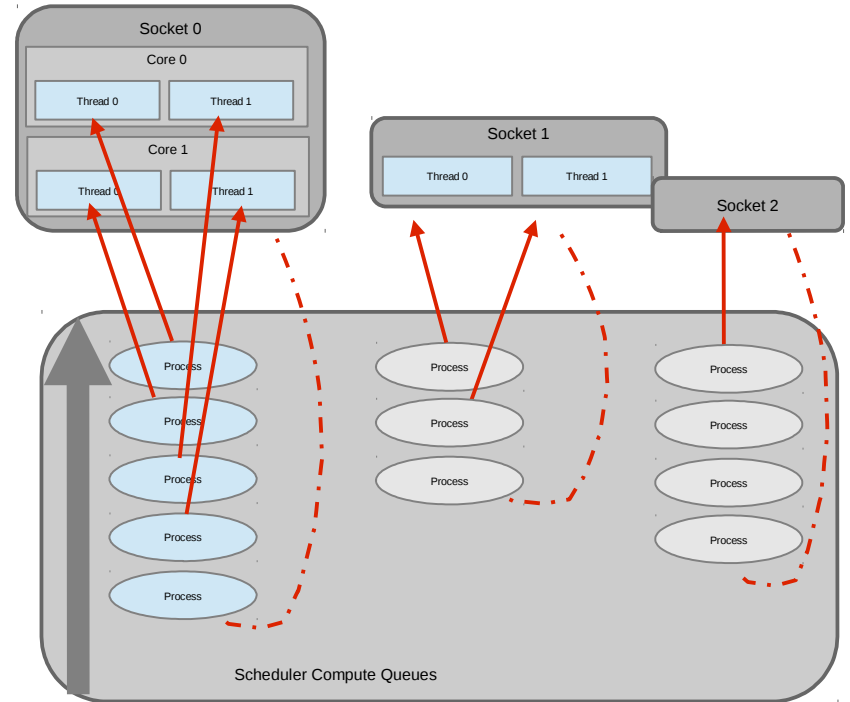 Socket 0
Core 0
Thread 0
Thread 1
Core 1
Thread 0
Thread 1
Socket 1
Thread 0
Thread 1
Socket 2
Process
Process
Process
Process
Process
Process
Process
Process
Process
Process
Process
Process
Scheduler Compute Queues